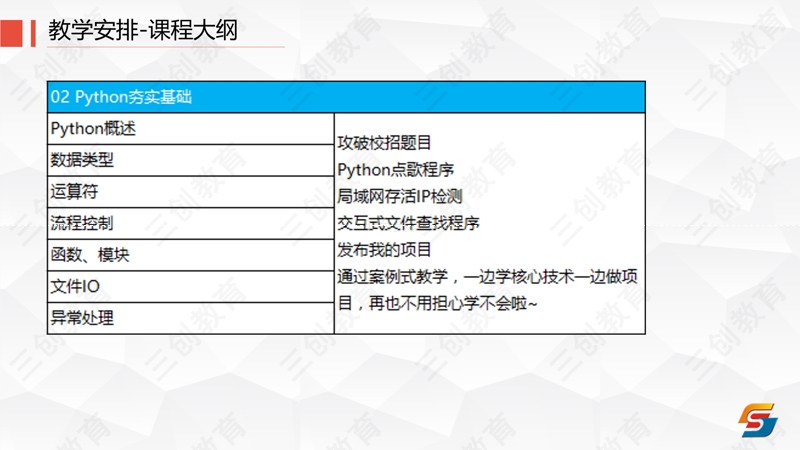 教学安排-课程大纲
02 Python夯实基础
Python概述
数据类型
运算符
流程控制
函数、模块
文件IO
异常处理
攻破校招题目
Python点歌程序
局域网存活IP检测
交互式文件查找程序
发布我的项目
通过案例式教学，一边学核心技术一边做项
目，再也不用担心学不会啦~
三创教育